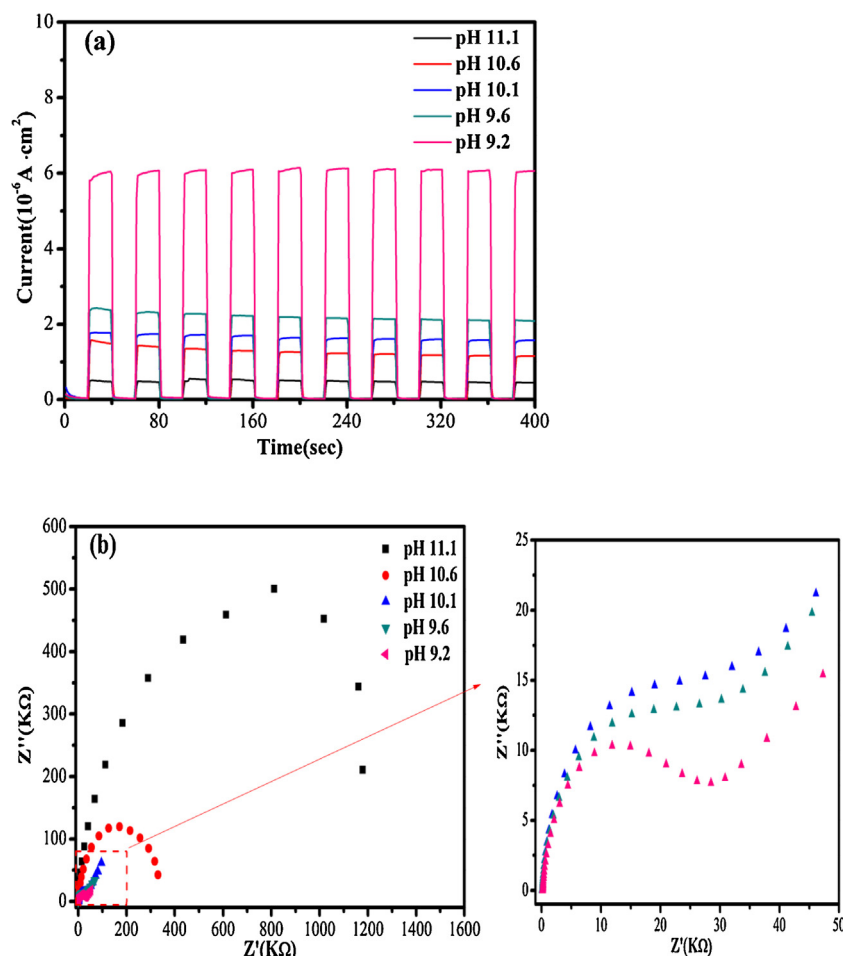 (a)
pH 11.1
pH 10.6
pH 10.1
pH 9.6
pH 9.2
Current(10⁻⁶A ·cm²)
10
8
6
4
2
0
0 80 160 240 320 400
Time(sec)
(b)
pH 11.1
pH 10.6
pH 10.1
pH 9.6
pH 9.2
Z''(KΩ)
600
500
400
300
200
100
0
0 200 400 600 800 1000 1200 1400 1600
Z'(KΩ)
Z''(KΩ)
25
20
15
10
5
0
0 10 20 30 40 50
Z'(KΩ)